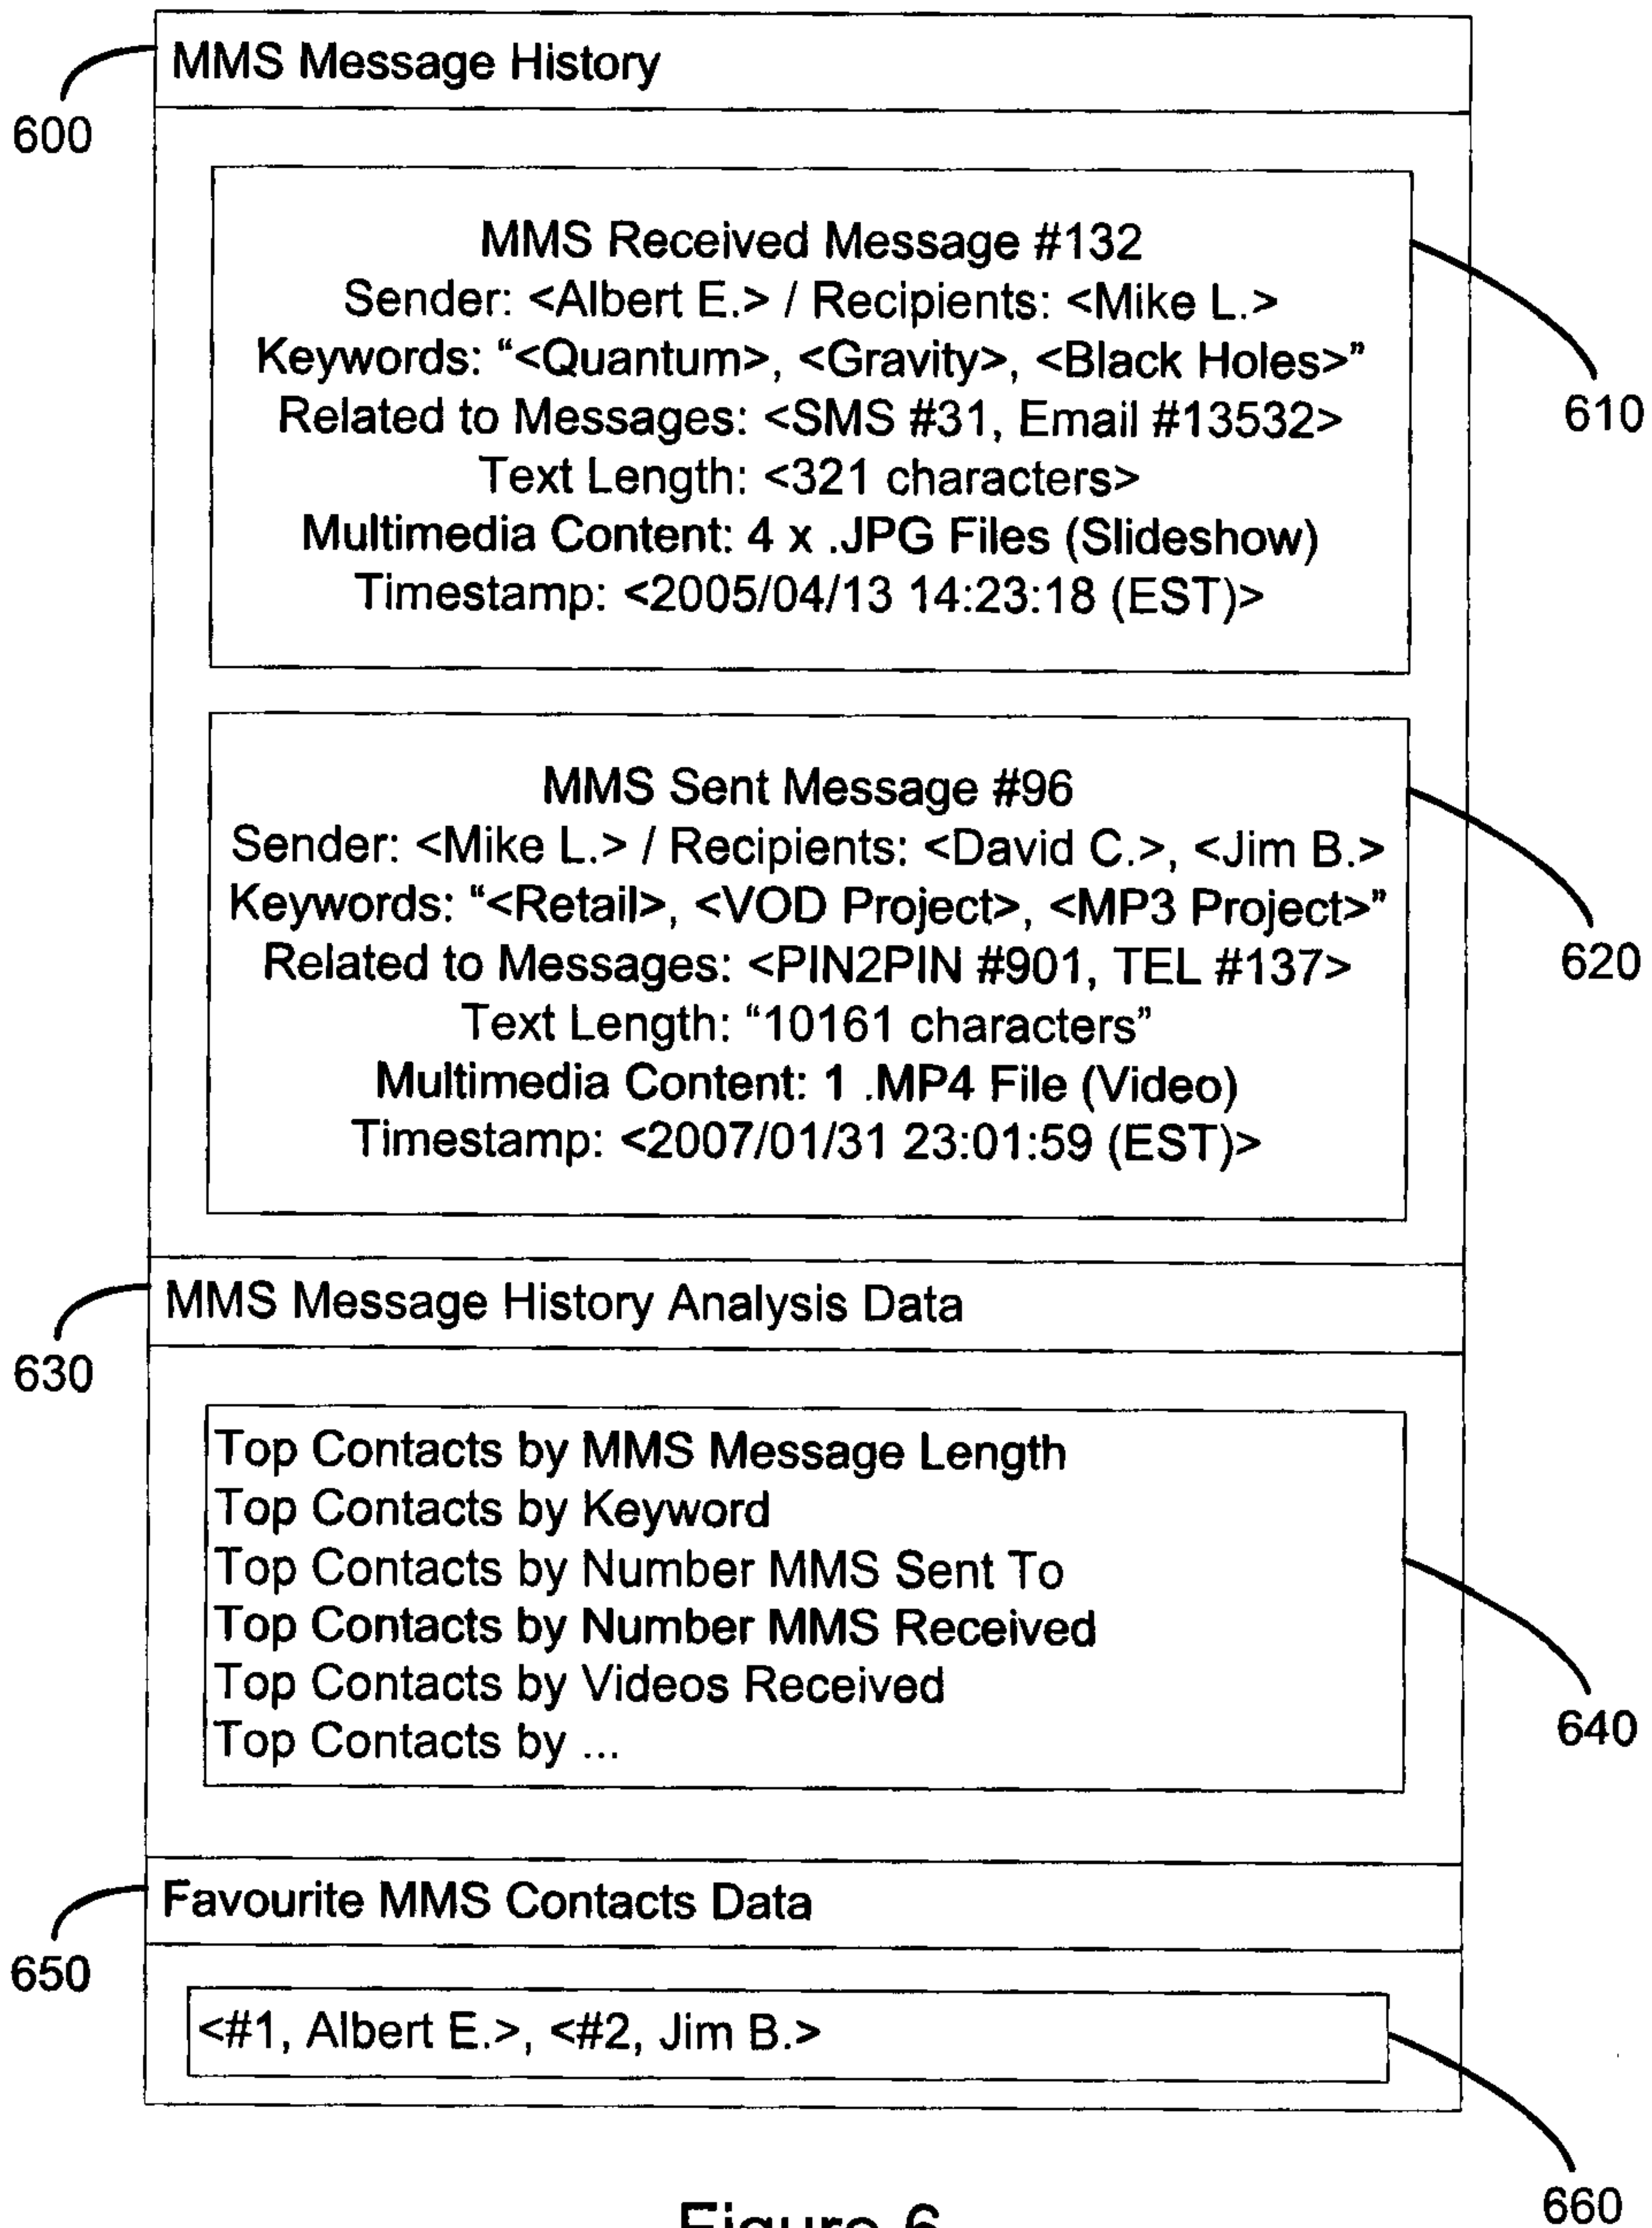 MMS Message History
600
MMS Received Message #132
Sender: <Albert E.> / Recipients: <Mike L.>
Keywords: “<Quantum>, <Gravity>, <Black Holes>”
Related to Messages: <SMS #31, Email #13532>
Text Length: <321 characters>
Multimedia Content: 4 x .JPG Files (Slideshow)
Timestamp: <2005/04/13 14:23:18 (EST)>
610
MMS Sent Message #96
Sender: <Mike L.> / Recipients: <David C.>, <Jim B.>
Keywords: “<Retail>, <VOD Project>, <MP3 Project>”
Related to Messages: <PIN2PIN #901, TEL #137>
Text Length: “10161 characters”
Multimedia Content: 1 .MP4 File (Video)
Timestamp: <2007/01/31 23:01:59 (EST)>
620
MMS Message History Analysis Data
630
Top Contacts by MMS Message Length
Top Contacts by Keyword
Top Contacts by Number MMS Sent To
Top Contacts by Number MMS Received
Top Contacts by Videos Received
Top Contacts by ...
640
Favourite MMS Contacts Data
650
<#1, Albert E.>, <#2, Jim B.>
660
Figure 6